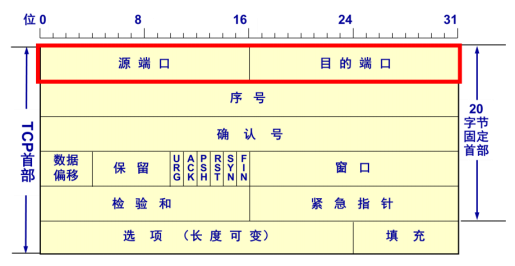 位 0 8 16 24 31
源端口 目的端口
序号
确认号
数据偏移 保留 URG ACK PSH RST SYN FIN 窗口
检验和 紧急指针
选项 （长度可变） 填充
TCP首部
20
字节
固定
首部